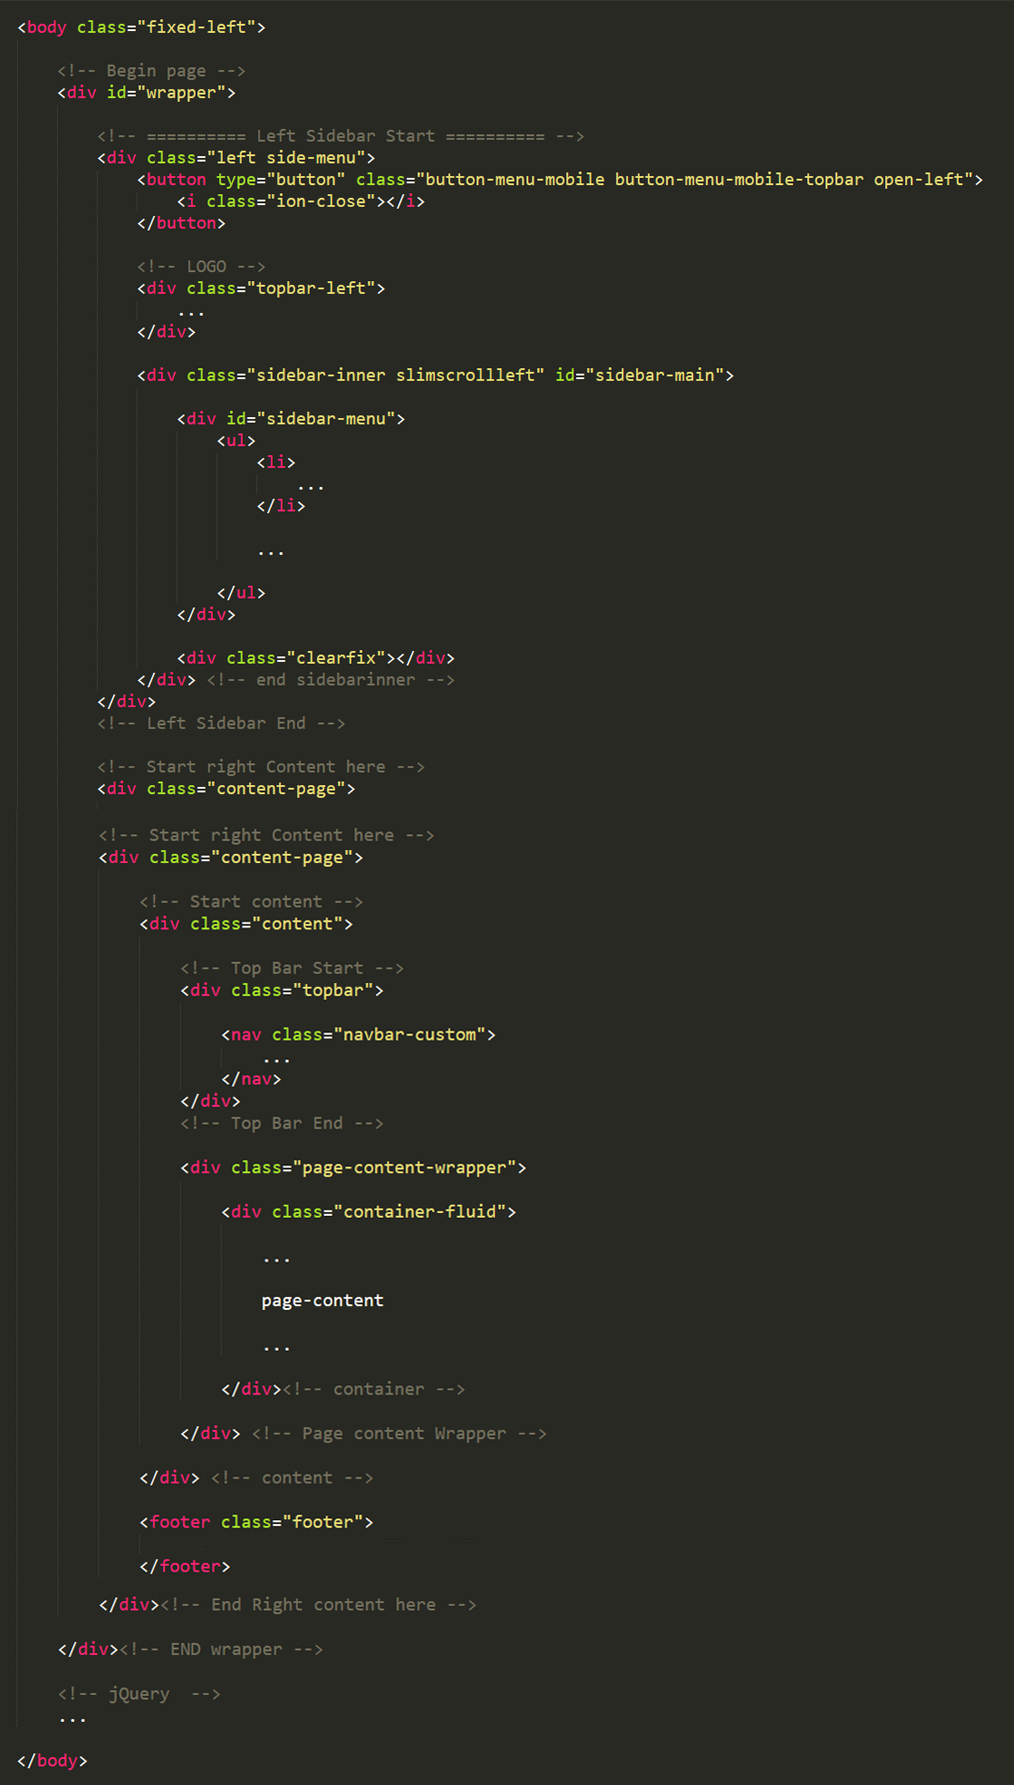 <body class="fixed-left">
<!-- Begin page -->
<div id="wrapper">
<!-- ========== Left Sidebar Start ========== -->
<div class="left side-menu">
<button type="button" class="button-menu-mobile button-menu-mobile-topbar open-left">
<i class="ion-close"></i>
</button>
<!-- LOGO -->
<div class="topbar-left">
...
</div>
<div class="sidebar-inner slimscrollleft" id="sidebar-main">
<div id="sidebar-menu">
<ul>
<li>
...
</li>
...
</ul>
</div>
<div class="clearfix"></div>
</div> <!-- end sidebarinner -->
</div>
<!-- Left Sidebar End -->
<!-- Start right Content here -->
<div class="content-page">
<!-- Start right Content here -->
<div class="content-page">
<!-- Start content -->
<div class="content">
<!-- Top Bar Start -->
<div class="topbar">
<nav class="navbar-custom">
...
</nav>
</div>
<!-- Top Bar End -->
<div class="page-content-wrapper">
<div class="container-fluid">
...
page-content
...
</div><!-- container -->
</div> <!-- Page content Wrapper -->
</div> <!-- content -->
<footer class="footer">
</footer>
</div><!-- End Right content here -->
</div><!-- END wrapper -->
<!-- jQuery  -->
...
</body>